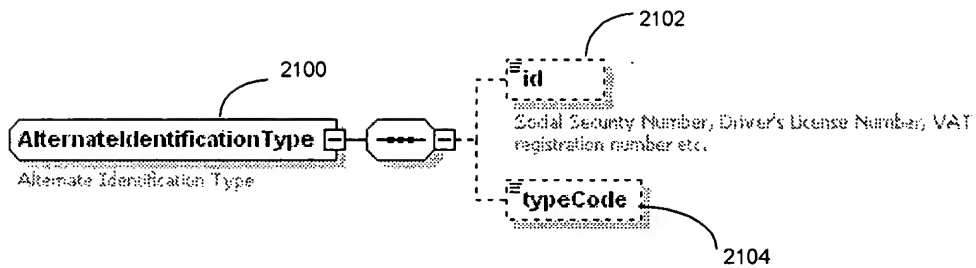 2102
2100
id
AlternateIdentificationType
Social Security Number, Driver's License Number, VAT
registration number etc.
Alternate Identification Type
typeCode
2104